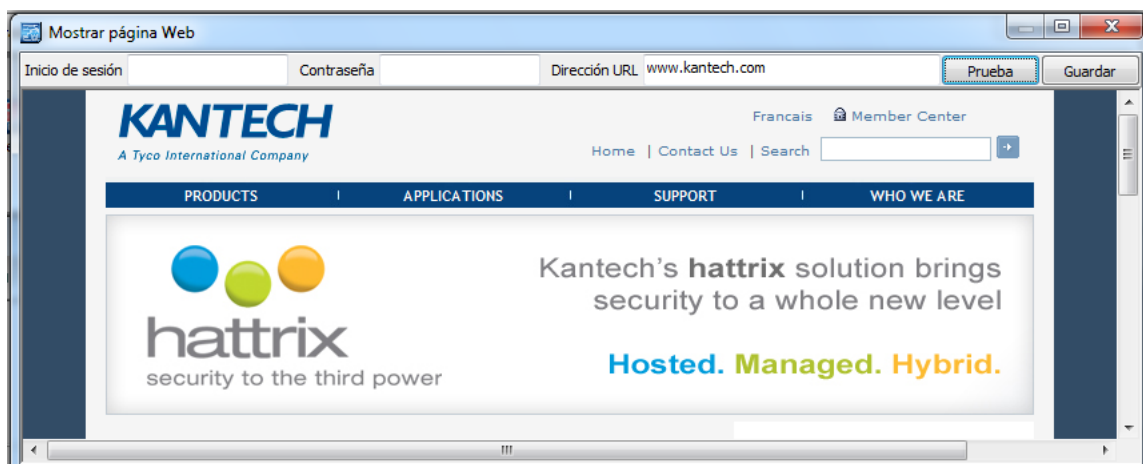 Mostrar página Web
Inicio de sesión Contraseña Dirección URL www.kantech.com Prueba Guardar
KANTECH
A Tyco International Company
Francais Member Center
Home | Contact Us | Search
PRODUCTS APPLICATIONS SUPPORT WHO WE ARE
hattrix
security to the third power
Kantech's hattrix solution brings
security to a whole new level
Hosted. Managed. Hybrid.